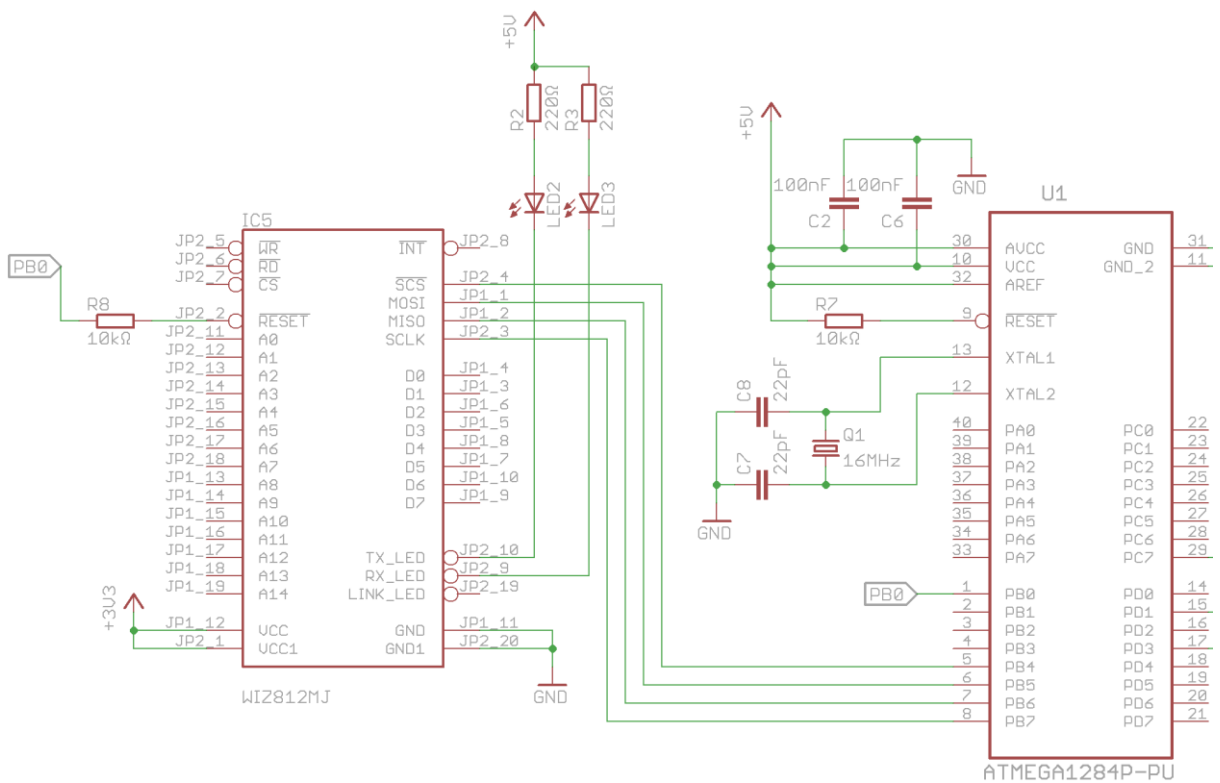 +5V
R2
220Ω
R3
220Ω
LED2
LED3
IC5
PB0
R8
10kΩ
JP2_5
JP2_6
JP2_7
JP2_2
JP2_11
JP2_12
JP2_13
JP2_14
JP2_15
JP2_16
JP2_17
JP2_18
JP1_13
JP1_14
JP1_15
JP1_16
JP1_17
JP1_18
JP1_19
JP1_12
JP2_1
WR
RD
CS
RESET
A0
A1
A2
A3
A4
A5
A6
A7
A8
A9
A10
A11
A12
A13
A14
VCC
VCC1
INT
SCS
MOSI
MISO
SCLK
D0
D1
D2
D3
D4
D5
D6
D7
TX_LED
RX_LED
LINK_LED
GND
GND1
JP2_8
JP2_4
JP1_1
JP1_2
JP2_3
JP1_4
JP1_3
JP1_6
JP1_5
JP1_8
JP1_7
JP1_10
JP1_9
JP2_10
JP2_9
JP2_19
JP1_11
JP2_20
+3V3
WIZ812MJ
GND
+5V
100nF
100nF
C2
C6
GND
R7
10kΩ
C8
22pF
C7
22pF
Q1
16MHz
GND
PB0
U1
30
10
32
9
13
12
40
39
38
37
36
35
34
33
1
2
3
4
5
6
7
8
AVCC
VCC
AREF
RESET
XTAL1
XTAL2
PA0
PA1
PA2
PA3
PA4
PA5
PA6
PA7
PB0
PB1
PB2
PB3
PB4
PB5
PB6
PB7
GND
GND_2
PC0
PC1
PC2
PC3
PC4
PC5
PC6
PC7
PD0
PD1
PD2
PD3
PD4
PD5
PD6
PD7
31
11
22
23
24
25
26
27
28
29
14
15
16
17
18
19
20
21
ATMEGA1284P-PU